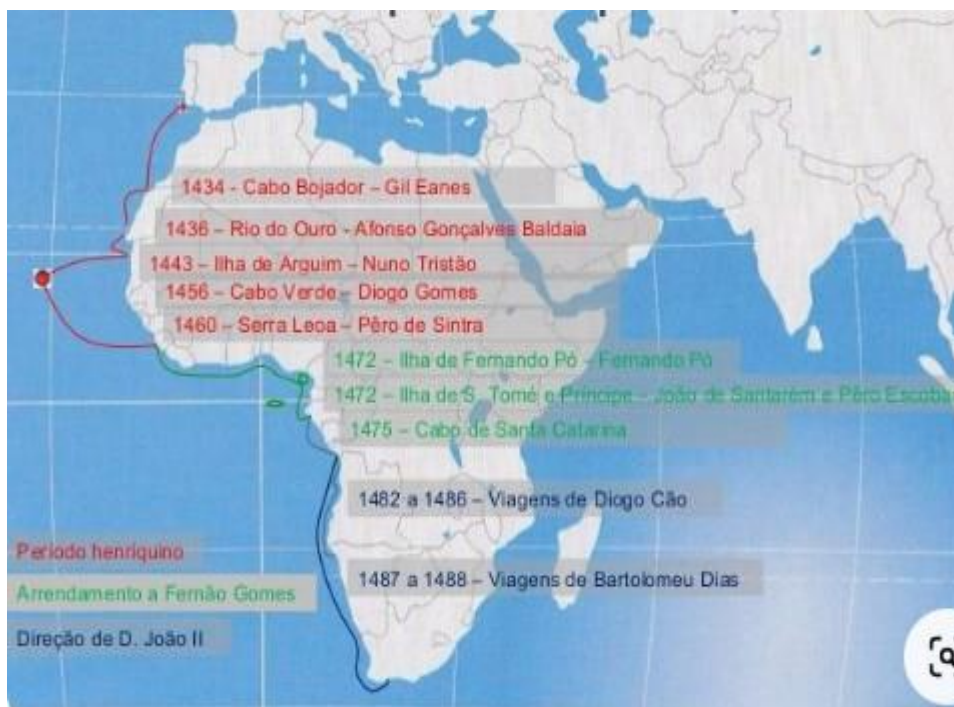 1434 - Cabo Bojador – Gil Eanes
1436 – Rio do Ouro - Afonso Gonçalves Baldaia
1443 – Ilha de Arguim – Nuno Tristão
1456 – Cabo Verde – Diogo Gomes
1460 – Serra Leoa – Pêro de Sintra
1472 – Ilha de Fernando Pó – Fernando Pó
1472 – Ilha de S. Tomé e Príncipe - João de Santarém e Pêro Escoba
1475 – Cabo de Santa Catarina
1482 a 1486 – Viagens de Diogo Cão
1487 a 1488 – Viagens de Bartolomeu Dias
Período henriquino
Arrendamento a Fernão Gomes
Direção de D. João II